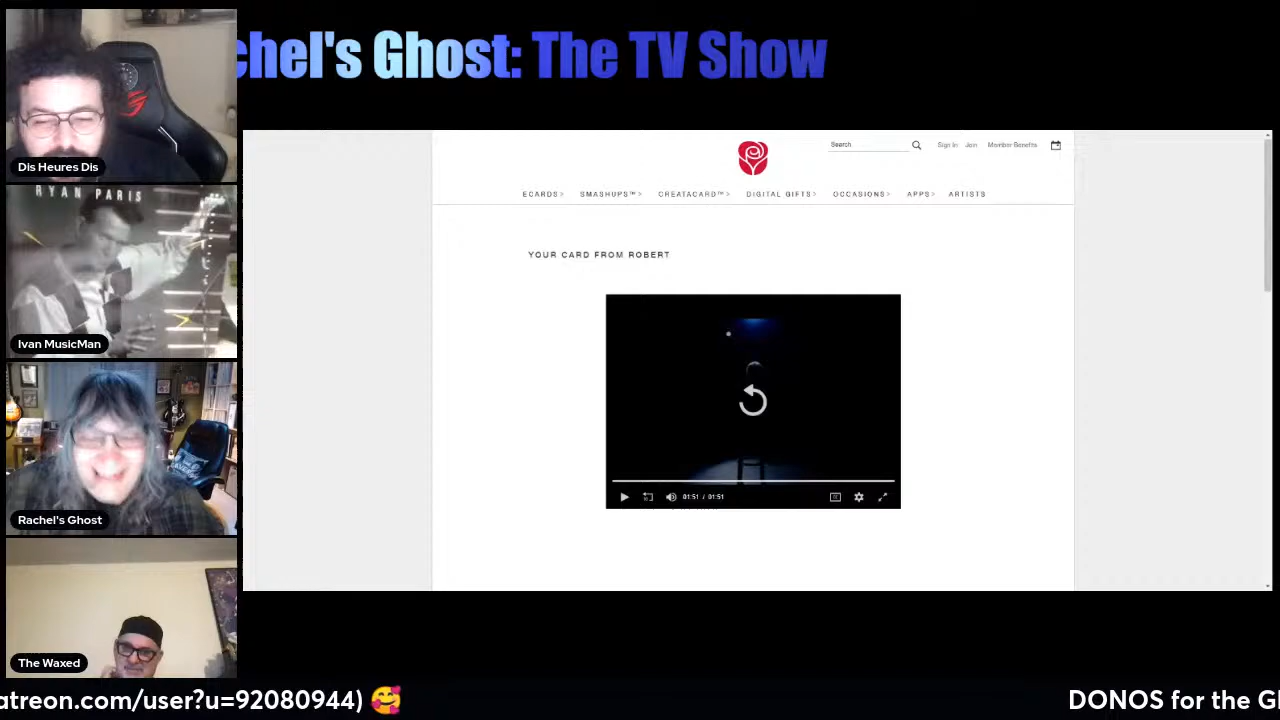 chel's Ghost: The TV Show
Dis Heures Dis
RYAN PARIS
Ivan MusicMan
Rachel's Ghost
The Waxed
Search
Sign In Join Member Benefits
ECARDS > SMASHUPS™ > CREATACARD™ > DIGITAL GIFTS > OCCASIONS > APPS > ARTISTS
YOUR CARD FROM ROBERT
01:51 / 01:51
atreon.com/user?u=92080944) 🥰 DONOS for the G